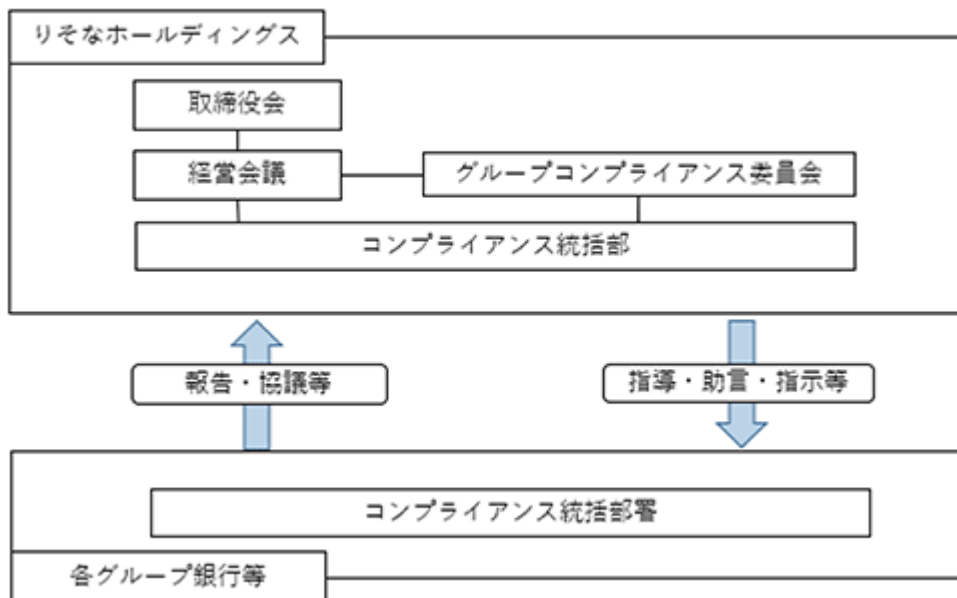 りそなホールディングス
取締役会
経営会議
グループコンプライアンス委員会
コンプライアンス統括部
報告・協議等
指導・助言・指示等
コンプライアンス統括部署
各グループ銀行等